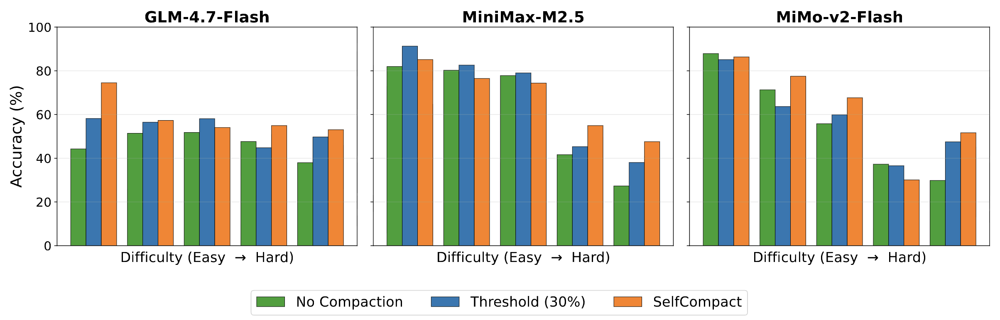 GLM-4.7-Flash
MiniMax-M2.5
MiMo-v2-Flash
Accuracy (%)
100
80
60
40
20
0
Difficulty (Easy → Hard)
Difficulty (Easy → Hard)
Difficulty (Easy → Hard)
No Compaction
Threshold (30%)
SelfCompact